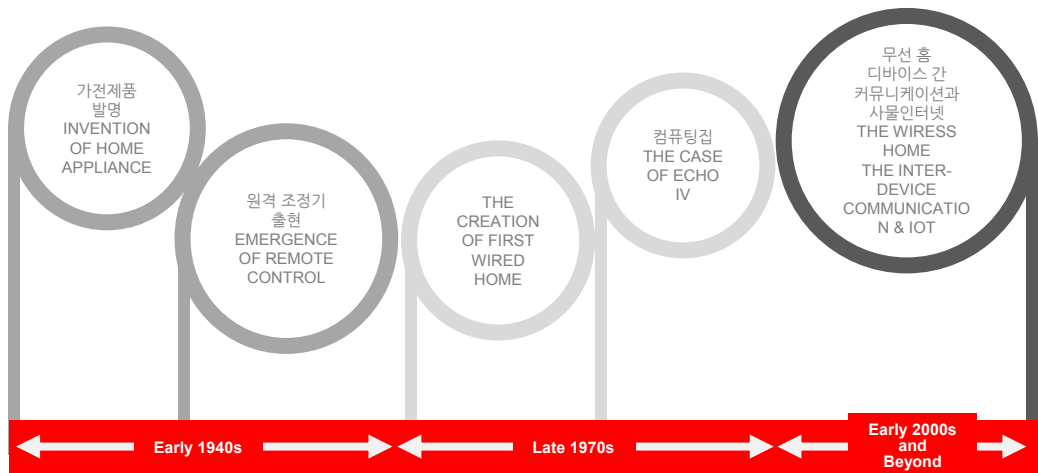 가전제품
발명
INVENTION
OF HOME
APPLIANCE
원격 조정기
출현
EMERGENCE
OF REMOTE
CONTROL
THE
CREATION
OF FIRST
WIRED
HOME
컴퓨팅집
THE CASE
OF ECHO
IV
무선 홈
디바이스 간
커뮤니케이션과
사물인터넷
THE WIRESS
HOME
THE INTER-
DEVICE
COMMUNICATIO
N & IOT
Early 1940s
Late 1970s
Early 2000s
and
Beyond